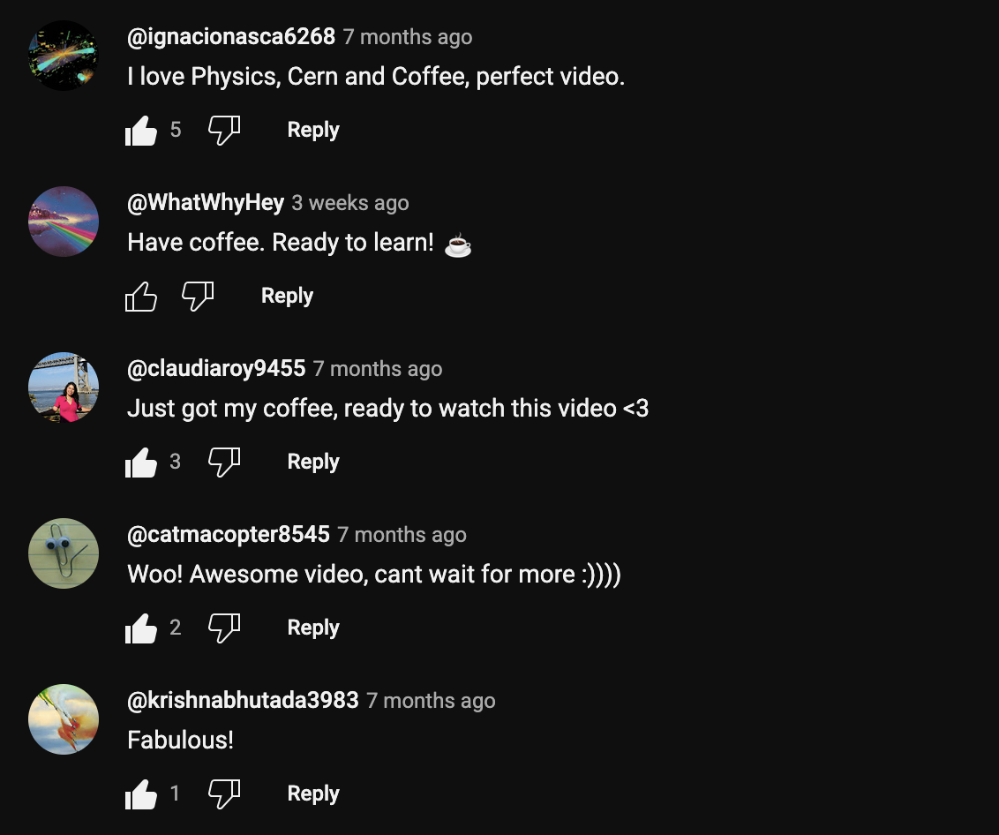 @ignacionasca6268 7 months ago
I love Physics, Cern and Coffee, perfect video.
5 Reply
@WhatWhyHey 3 weeks ago
Have coffee. Ready to learn! ☕
Reply
@claudiaroy9455 7 months ago
Just got my coffee, ready to watch this video <3
3 Reply
@catmacopter8545 7 months ago
Woo! Awesome video, cant wait for more :))))
2 Reply
@krishnabhutada3983 7 months ago
Fabulous!
1 Reply